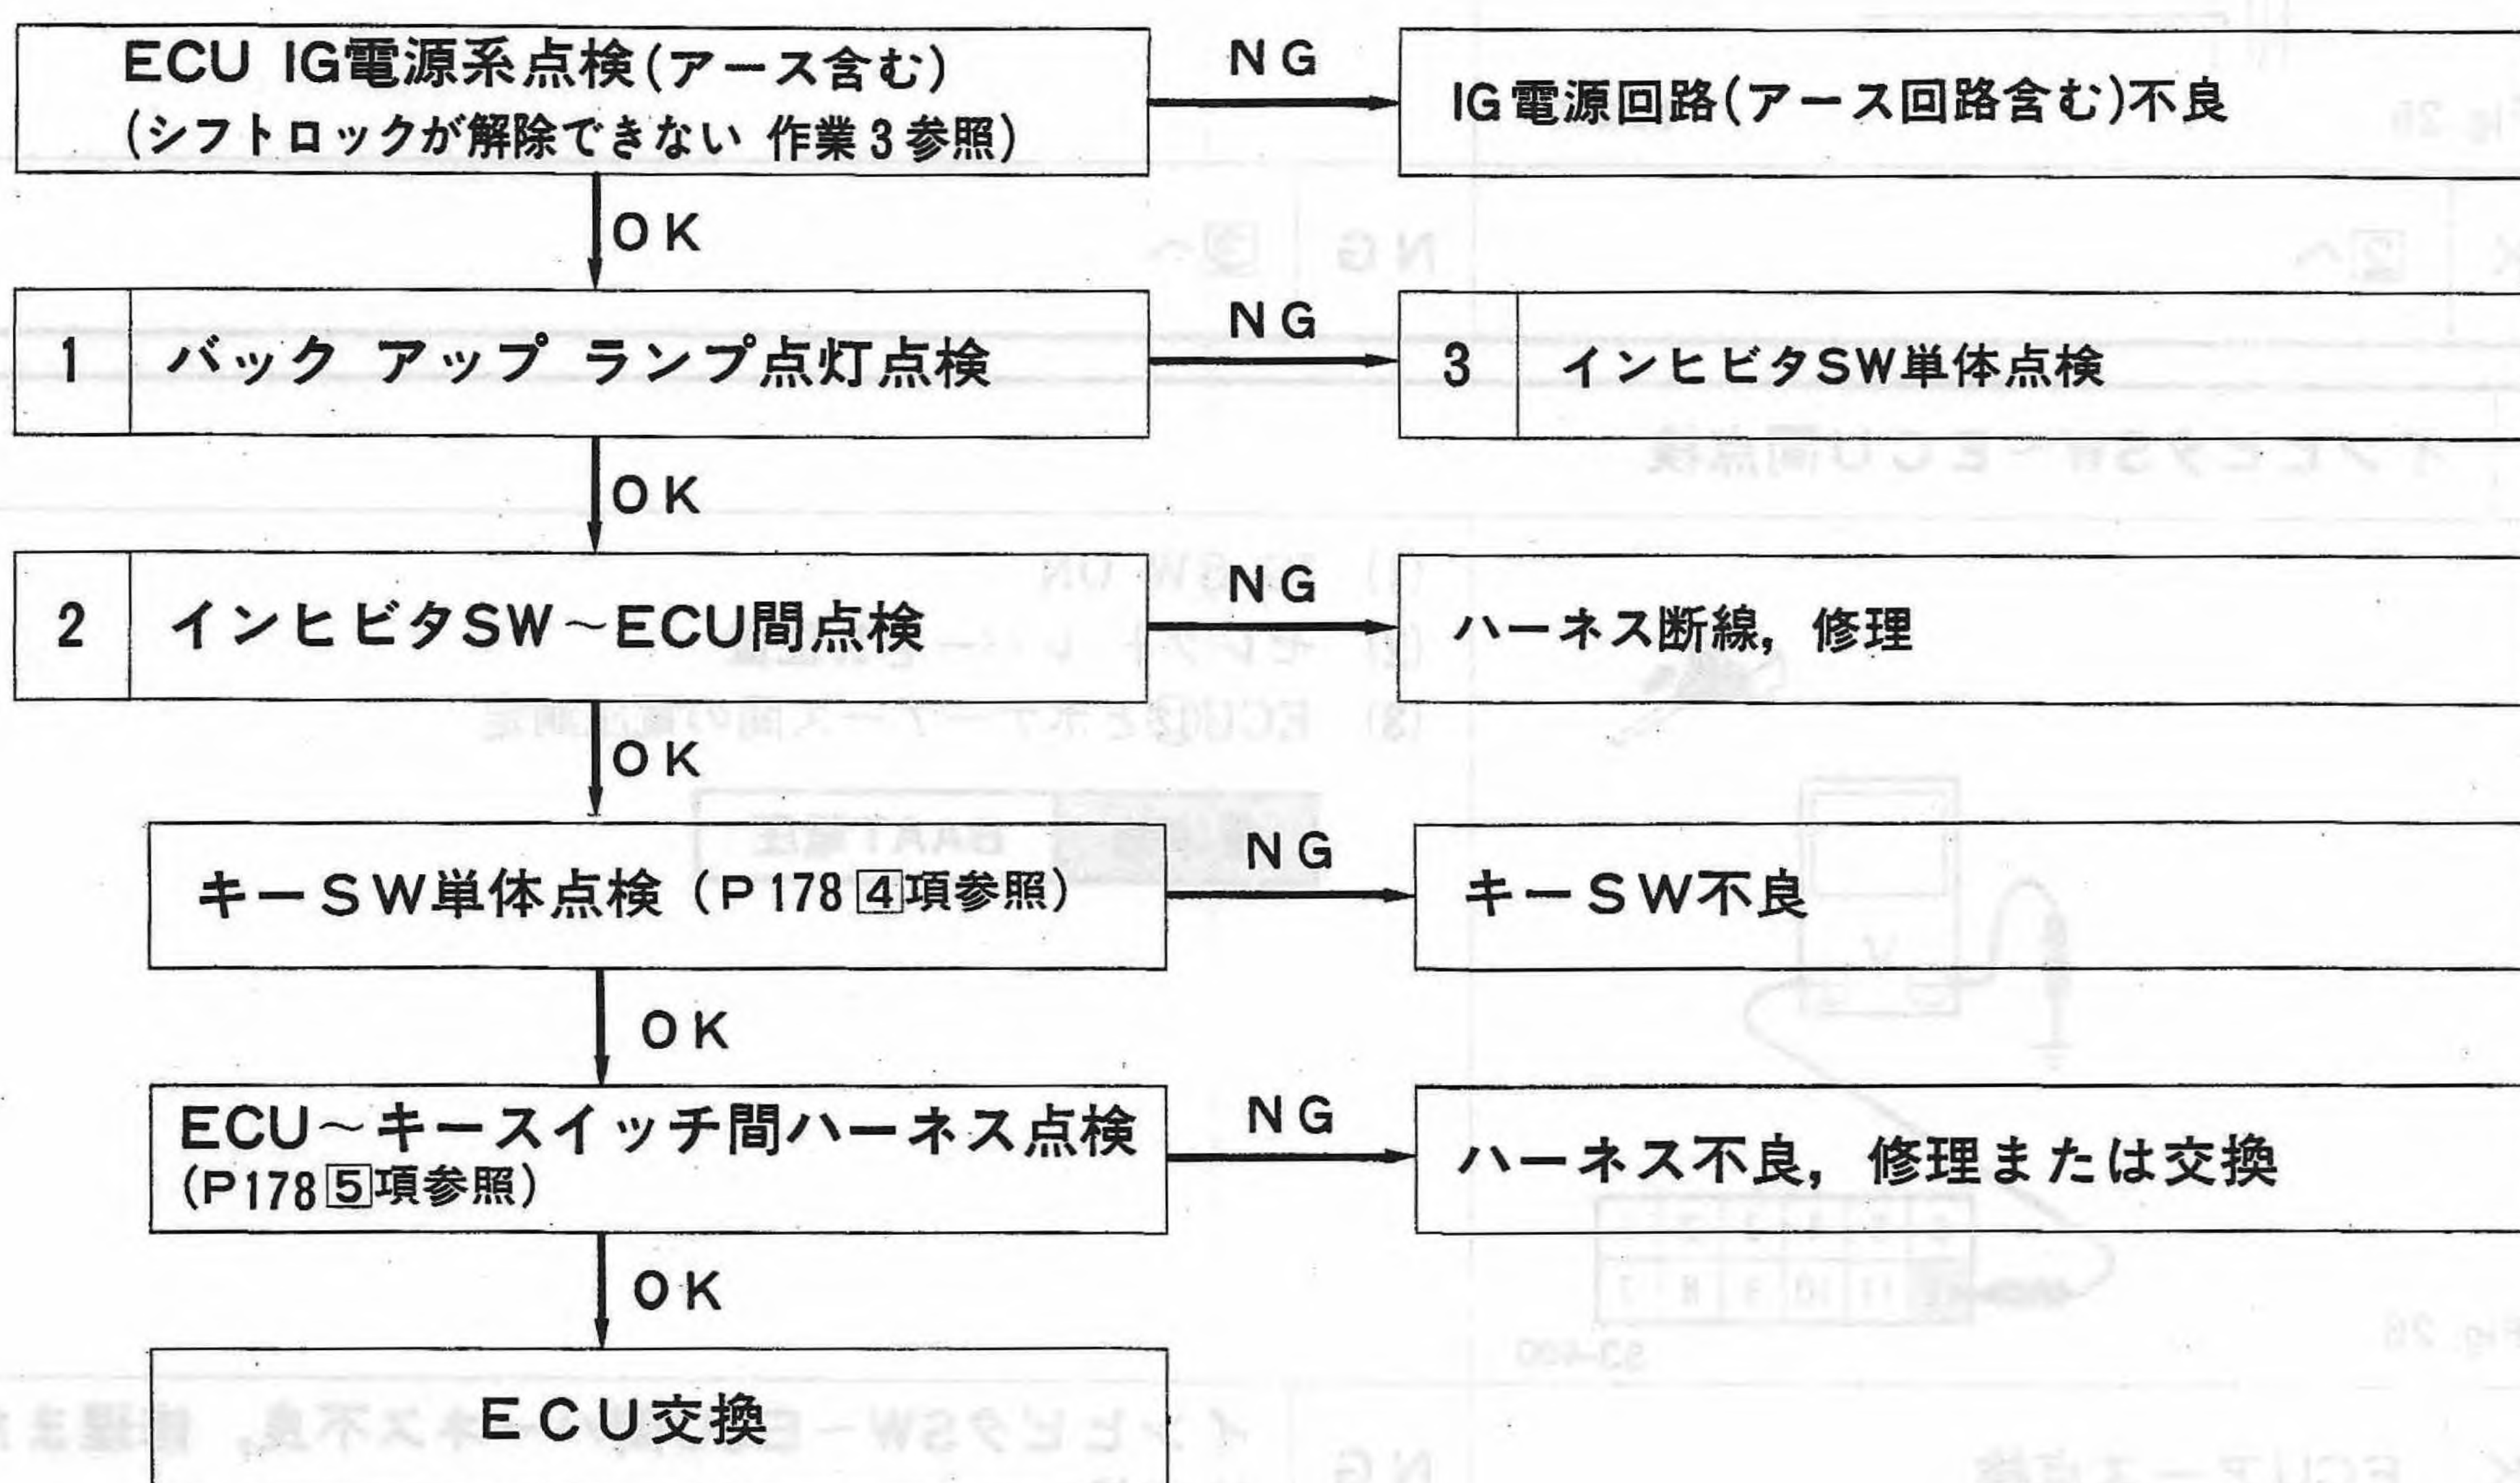 ECU IG電源系点検(アース含む)
(シフトロックが解除できない 作業3参照)
NG
IG電源回路(アース回路含む)不良
OK
1 バック アップ ランプ点灯点検
NG
3 インヒビタSW単体点検
OK
2 インヒビタSW～ECU間点検
NG
ハーネス断線，修理
OK
キーSW単体点検 (P178 4項参照)
NG
キーSW不良
OK
ECU～キースイッチ間ハーネス点検
(P178 5項参照)
NG
ハーネス不良，修理または交換
OK
ECU交換